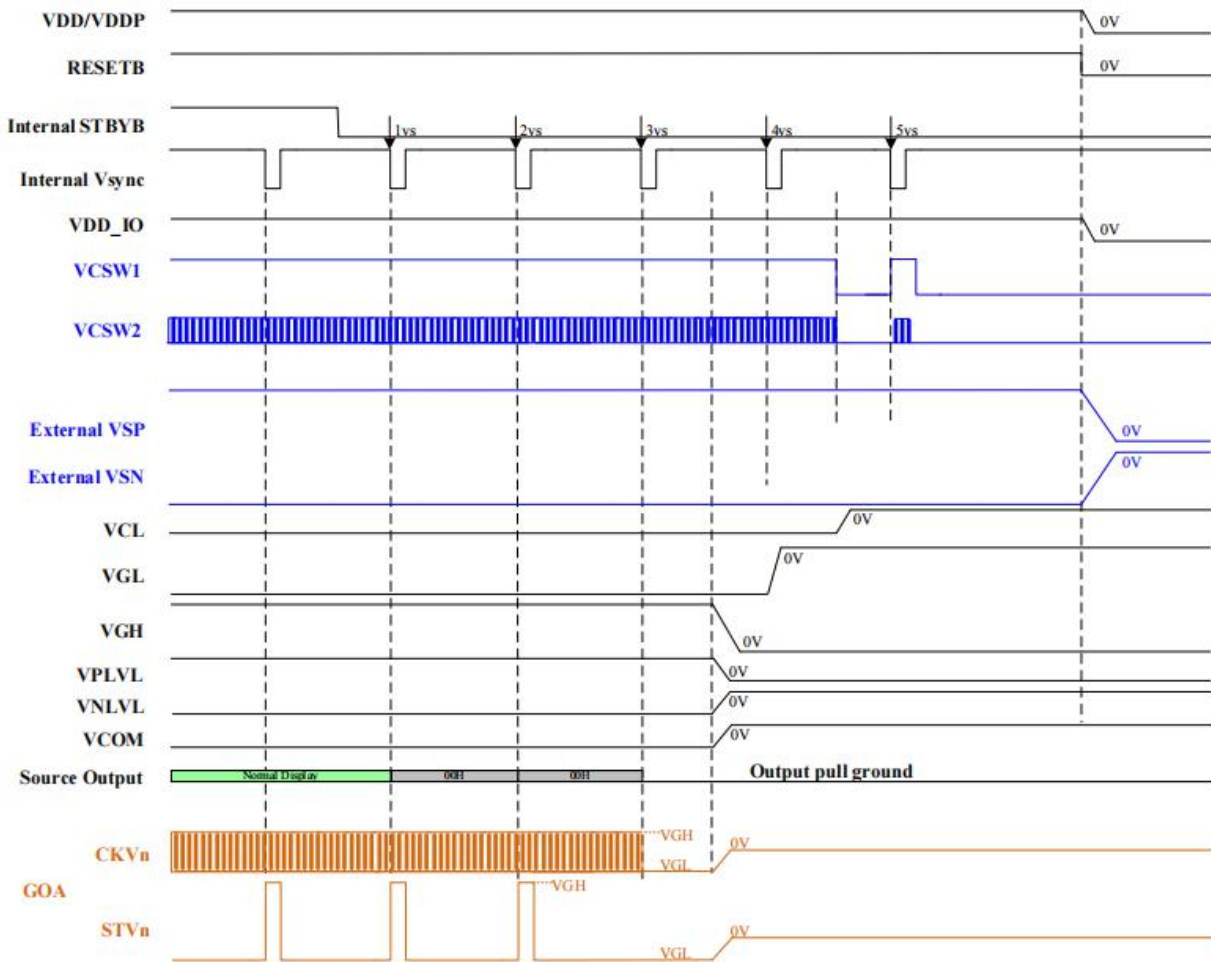 VDD/VDDP 0V
RESETB 0V
Internal STBYB 1vs 2vs 3vs 4vs 5vs
Internal Vsync
VDD_IO 0V
VCSW1
VCSW2
External VSP 0V
External VSN 0V
VCL 0V
VGL 0V
VGH 0V
VPLVL 0V
VNLVL 0V
VCOM 0V
Source Output Normal Display 00H 00H Output pull ground
CKVn VGH VGL 0V
GOA VGH
STVn VGL 0V